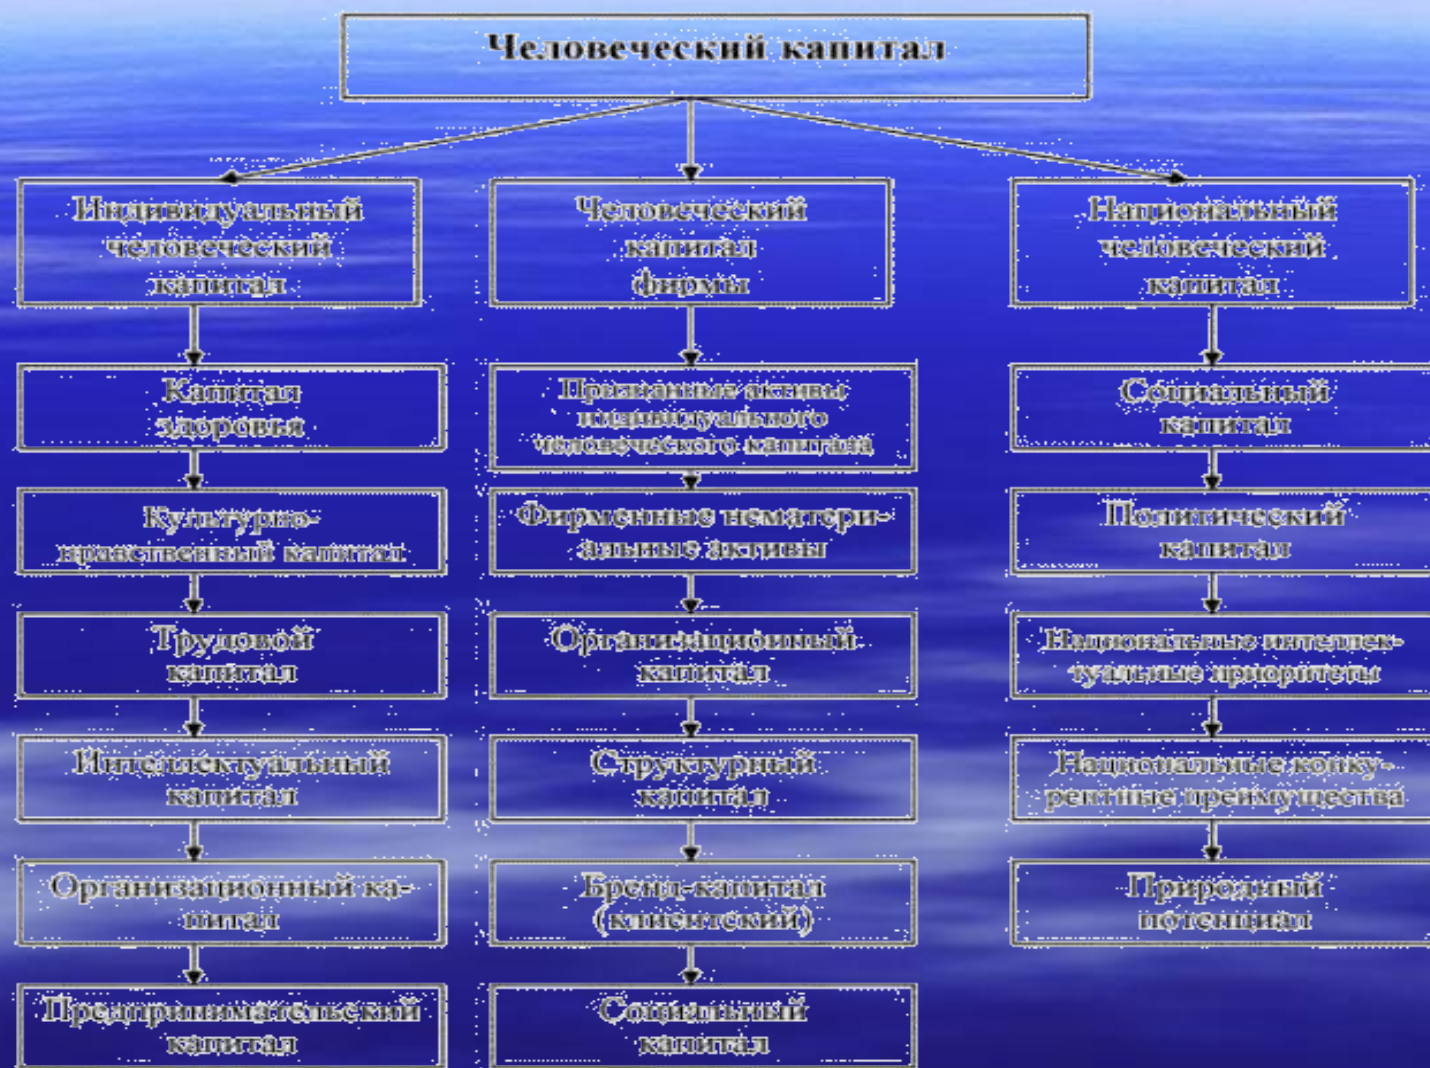 Человеческий капитал
Индивидуальный
человеческий
капитал
Капитал
здоровья
Культурно-
нравственный капитал
Трудовой
капитал
Интеллектуальный
капитал
Организационный ка-
питал
Предпринимательский
капитал
Человеческий
капитал
фирмы
Признанные активы
индивидуального
человеческого капитала
Фирменные нематери-
альные активы
Организационный
капитал
Структурный
капитал
Бренд-капитал
(клиентский)
Социальный
капитал
Национальный
человеческий
капитал
Социальный
капитал
Политический
капитал
Национальные интеллек-
туальные приоритеты
Национальные конку-
рентные преимущества
Природный
потенциал